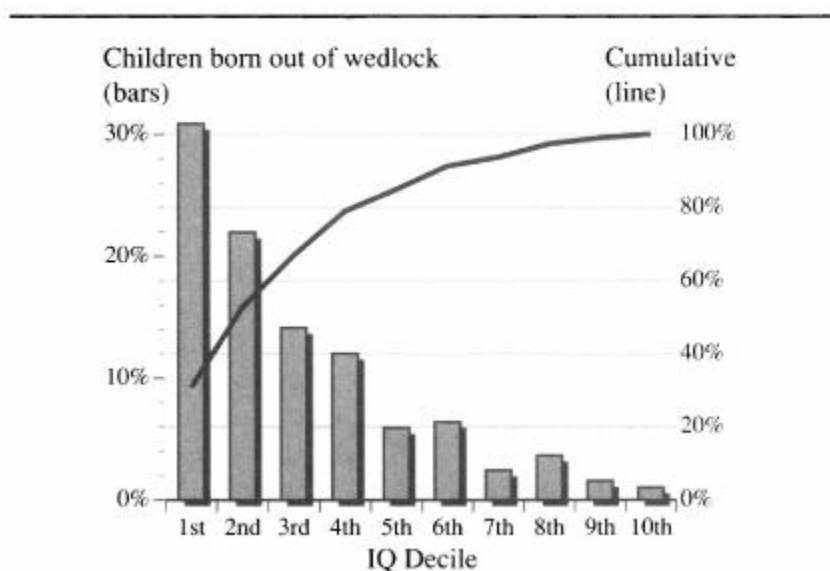 Children born out of wedlock
(bars)
Cumulative
(line)
30%
20%
10%
0%
100%
80%
60%
40%
20%
0%
1st 2nd 3rd 4th 5th 6th 7th 8th 9th 10th
IQ Decile